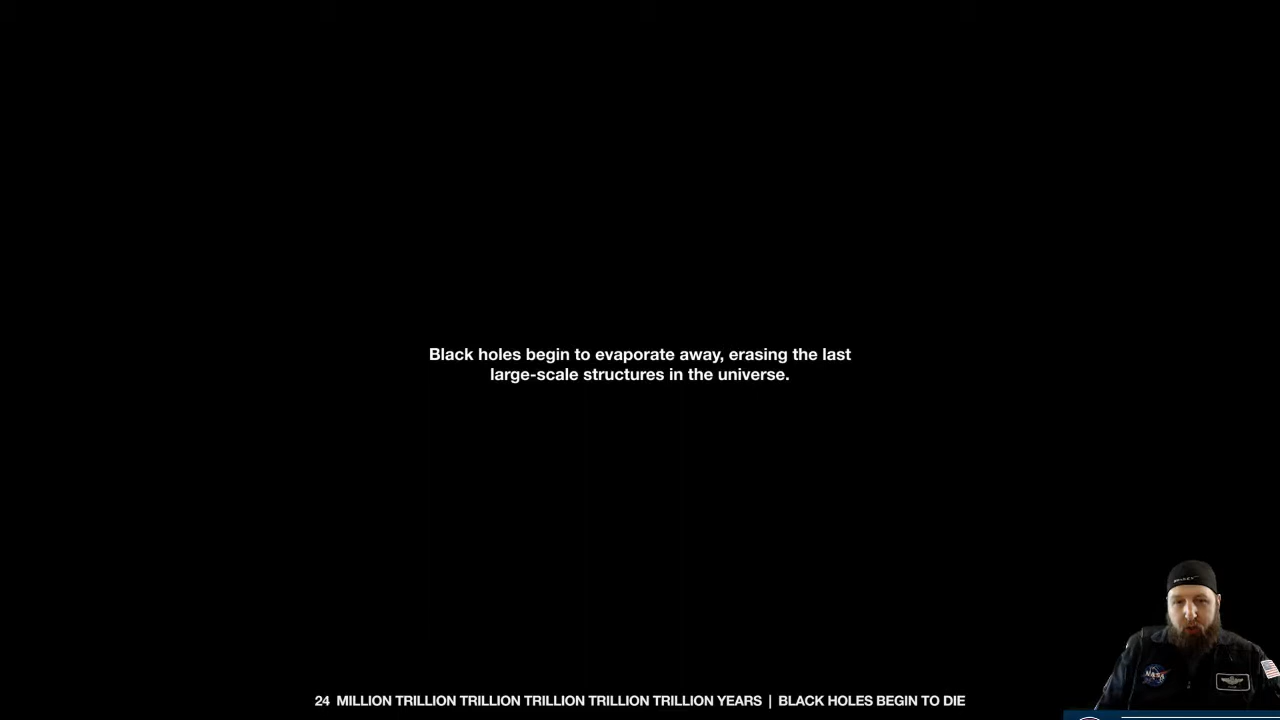 Black holes begin to evaporate away, erasing the last
large-scale structures in the universe.
NASA
24 MILLION TRILLION TRILLION TRILLION TRILLION TRILLION YEARS | BLACK HOLES BEGIN TO DIE